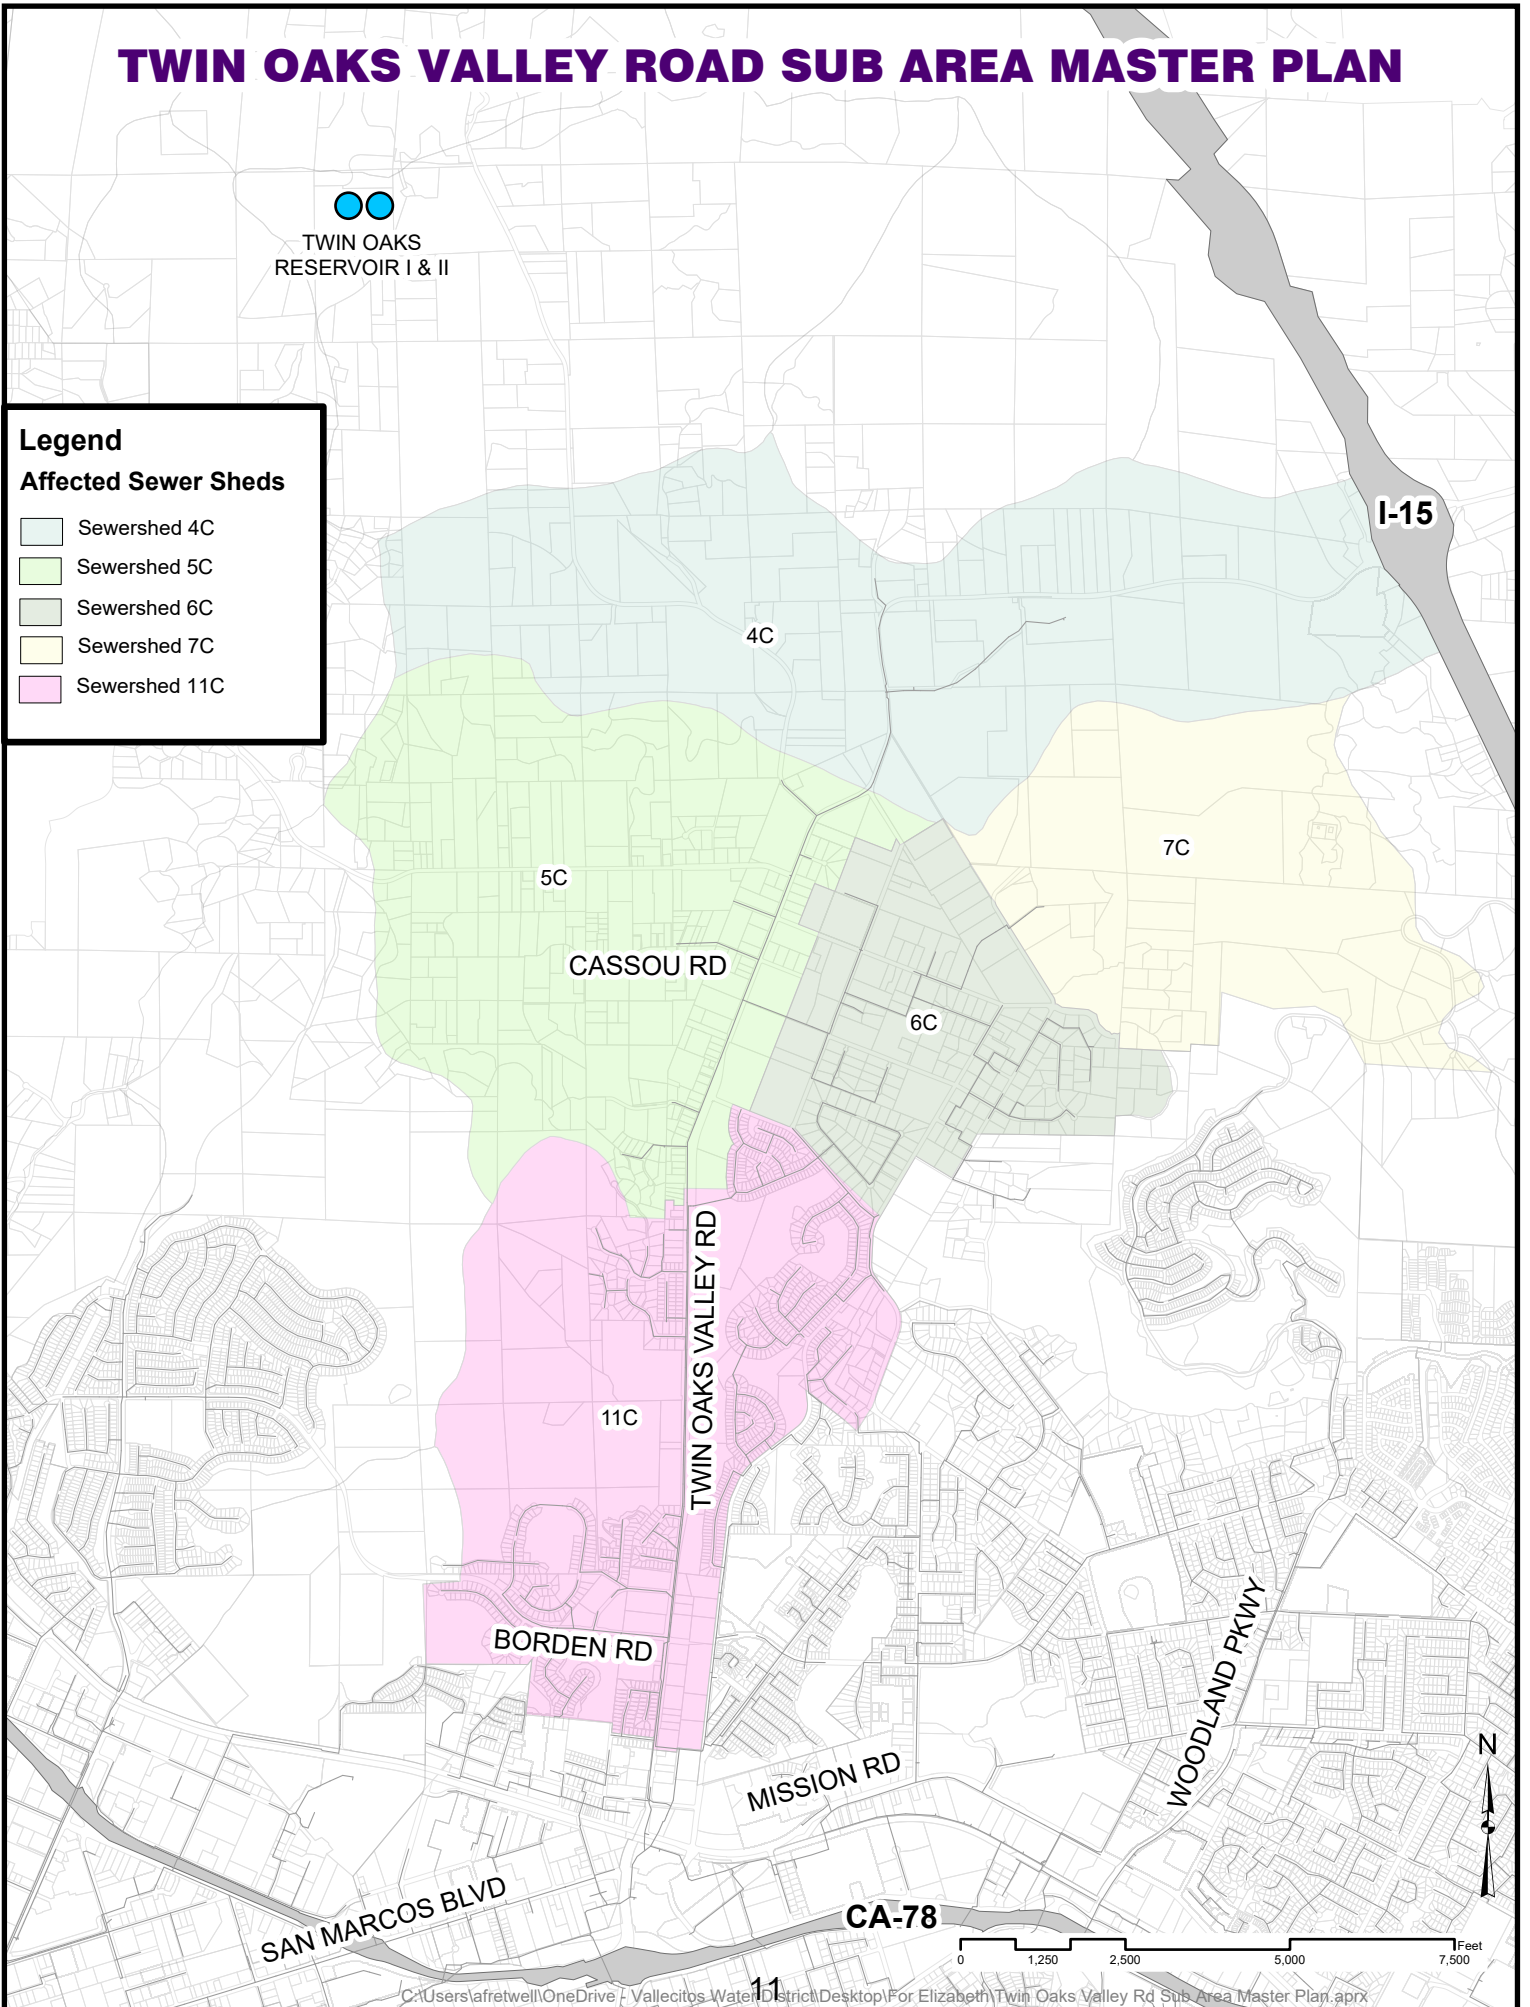 TWIN OAKS VALLEY ROAD SUB AREA MASTER PLAN
TWIN OAKS
RESERVOIR I & II
Legend
Affected Sewer Sheds
Sewershed 4C
Sewershed 5C
Sewershed 6C
Sewershed 7C
Sewershed 11C
I-15
4C
7C
5C
CASSOU RD
6C
TWIN OAKS VALLEY RD
11C
BORDEN RD
WOODLAND PKWY
MISSION RD
N
SAN MARCOS BLVD
CA-78
Feet
0 1,250 2,500 5,000 7,500
11
C:\Users\afretwell\OneDrive - Vallecitos Water District\Desktop\For Elizabeth\Twin Oaks Valley Rd Sub Area Master Plan.aprx